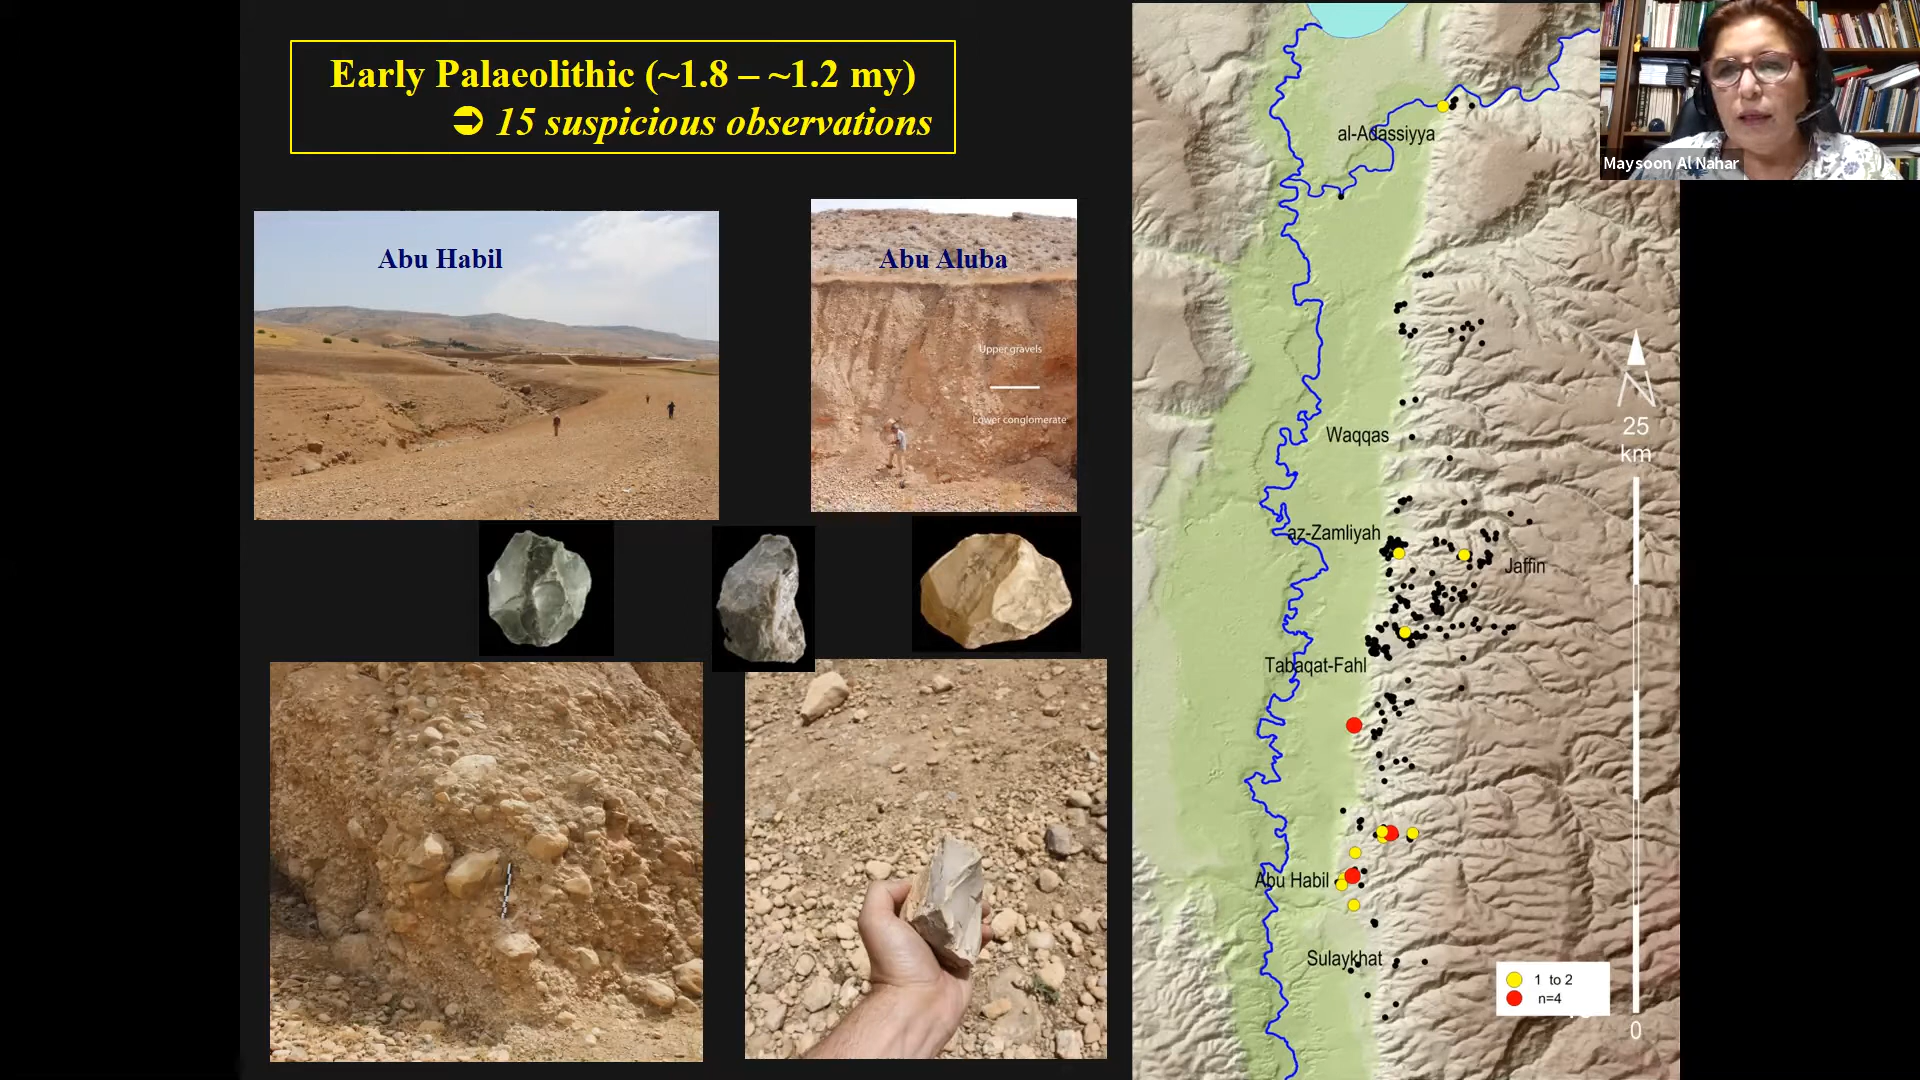 Early Palaeolithic (~1.8 – ~1.2 my)
➲ 15 suspicious observations
Abu Habil
Abu Aluba
Upper gravels
Lower conglomerate
al-Adassiyya
Waqqas
az-Zamliyah
Jaffin
Tabaqat-Fahl
Abu Habil
Sulaykhat
N
25
km
0
1 to 2
n=4
Maysoon Al Nahar